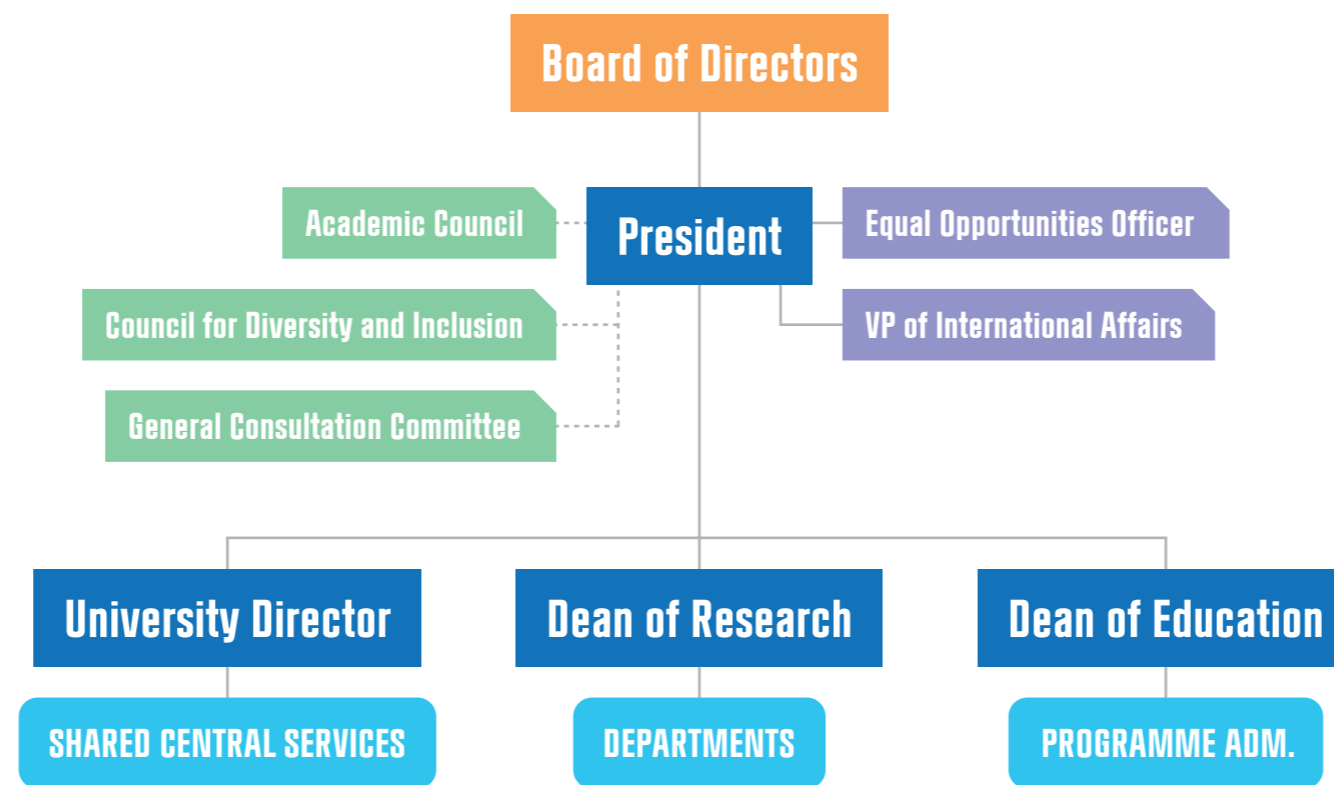 Board of Directors
Academic Council
President
Equal Opportunities Officer
Council for Diversity and Inclusion
VP of International Affairs
General Consultation Committee
University Director
Dean of Research
Dean of Education
SHARED CENTRAL SERVICES
DEPARTMENTS
PROGRAMME ADM.